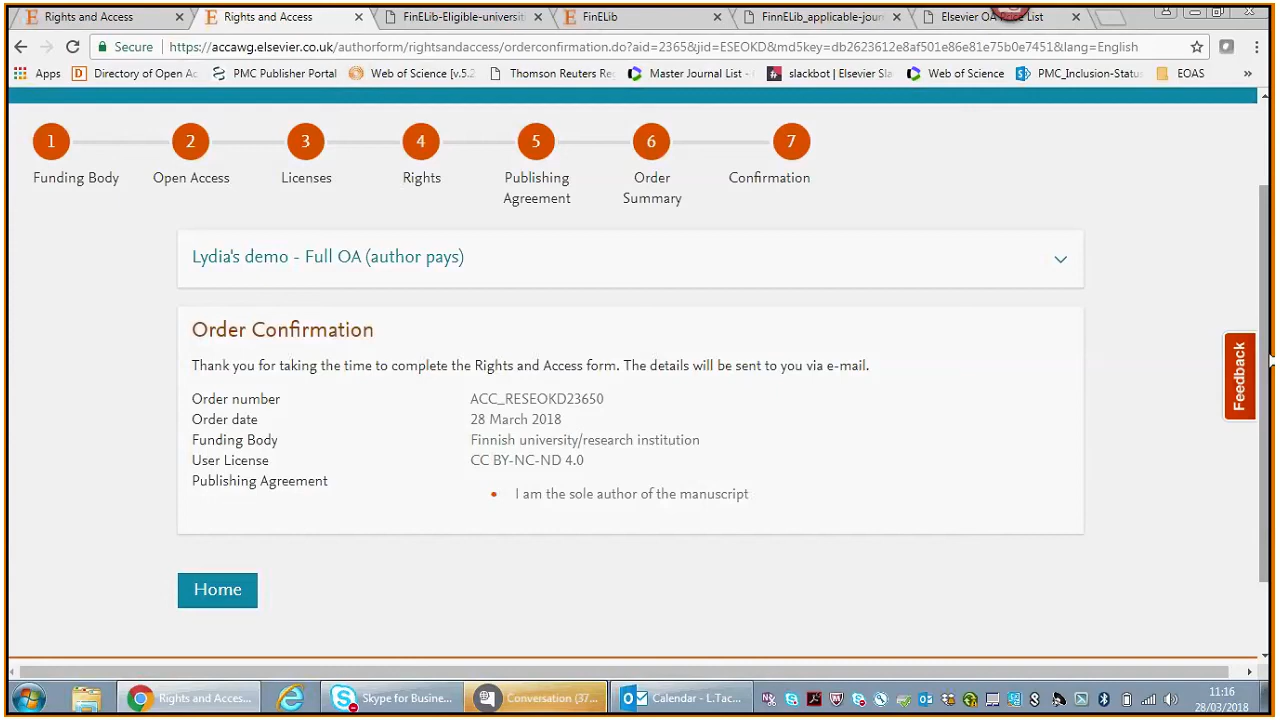 Rights and Access
Rights and Access
FinELib-Eligible-universit
FinELib
FinnELib_applicable-jour
Elsevier OA Price List
Secure
https://accawg.elsevier.co.uk/authorform/rightsandaccess/orderconfirmation.do?aid=2365&jid=ESEOKD&md5key=db2623612e8af501e86e81e75b0e7451&lang=English
Apps
Directory of Open Ac
PMC Publisher Portal
Web of Science [v.5.2
Thomson Reuters Re
Master Journal List -
slackbot | Elsevier
Web of Science
PMC_Inclusion-Status
EOAS
»
1
2
3
4
5
6
7
Funding Body
Open Access
Licenses
Rights
Publishing
Agreement
Order
Summary
Confirmation
Lydia's demo - Full OA (author pays)
Order Confirmation
Thank you for taking the time to complete the Rights and Access form. The details will be sent to you via e-mail.
Order number ACC_RESEOKD23650
Order date 28 March 2018
Funding Body Finnish university/research institution
User License CC BY-NC-ND 4.0
Publishing Agreement
• I am the sole author of the manuscript
Feedback
Home
Rights and Acces...
Skype for Busine...
Conversation (37...
Calendar - L.Tac...
11:16
28/03/2018